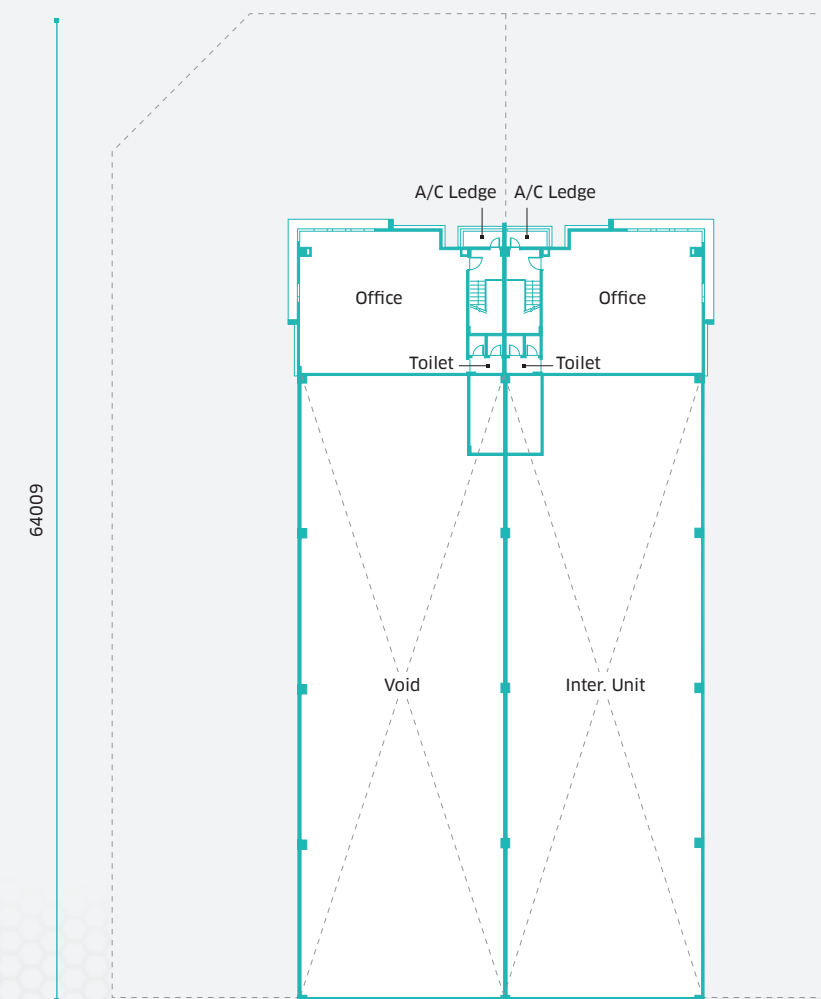 A/C Ledge A/C Ledge
Office Office
Toilet Toilet
64009
Void Inter. Unit